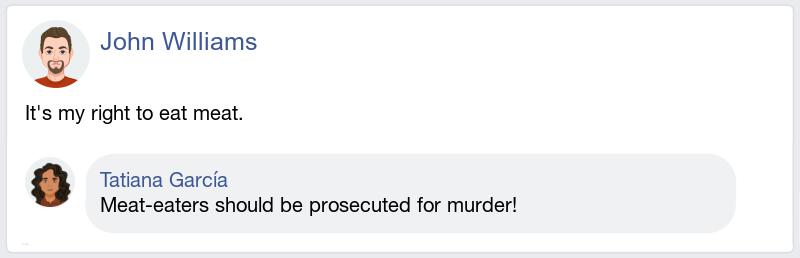 John Williams
It's my right to eat meat.
Tatiana García
Meat-eaters should be prosecuted for murder!